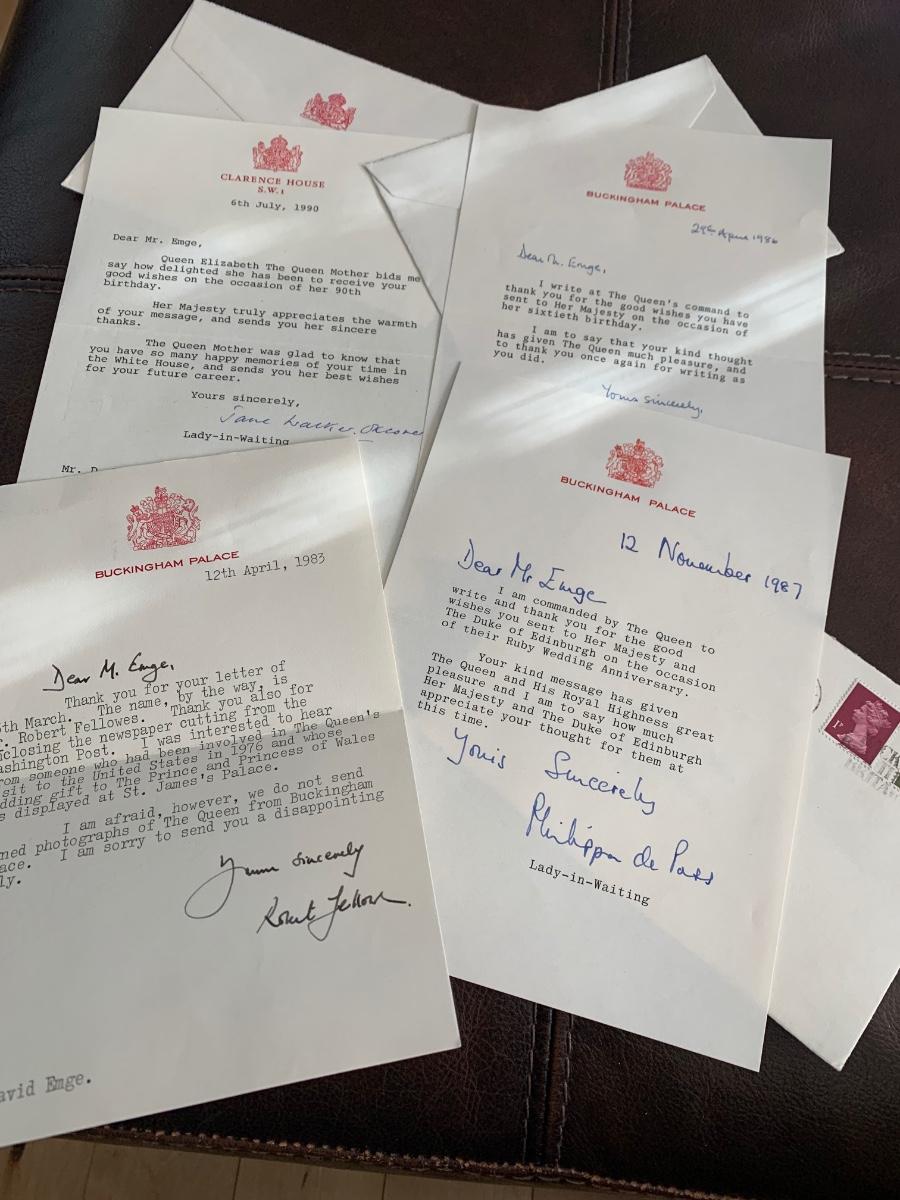 CLARENCE HOUSE
S.W.1
6th July, 1990
Dear Mr. Emge,
Queen Elizabeth The Queen Mother bids me
say how delighted she has been to receive your
good wishes on the occasion of her 90th
birthday.
Her Majesty truly appreciates the warmth
of your message, and sends you her sincere
thanks.
The Queen Mother was glad to know that
you have so many happy memories of your time in
the White House, and sends you her best wishes
for your future career.
Yours sincerely,
Jane
Lady-in-Waiting
Mr. D
BUCKINGHAM PALACE
April 1986
Dear Mr. Emge,
I write at The Queen's command to
thank you for the good wishes you have
sent to Her Majesty on the occasion of
her sixtieth birthday.
I am to say that your kind thought
has given The Queen much pleasure, and
to thank you once again for writing as
you did.
Yours sincerely,
BUCKINGHAM PALACE
12th April, 1983
Dear Mr. Emge,
Thank you for your letter of
5th March. The name, by the way, is
Robert Fellowes. Thank you also for
closing the newspaper cutting from the
ashington Post. I was interested to hear
rom someone who had been involved in The Queen's
sit to the United States in 1976 and whose
dding gift to The Prince and Princess of Wales
s displayed at St. James's Palace.
I am afraid, however, we do not send
ned photographs of The Queen from Buckingham
ace. I am sorry to send you a disappointing
ly.
Yours sincerely
Robert Fellowes.
avid Emge.
BUCKINGHAM PALACE
12 November 1987
Dear Mr Emge
I am commanded by The Queen to
write and thank you for the good
wishes you sent to Her Majesty and
The Duke of Edinburgh on the occasion
of their Ruby Wedding Anniversary.
Your kind message has given
The Queen and His Royal Highness great
pleasure and I am to say how much
Her Majesty and The Duke of Edinburgh
appreciate your thought for them at
this time.
Yours Sincerely
Philippa de Pass
Lady-in-Waiting